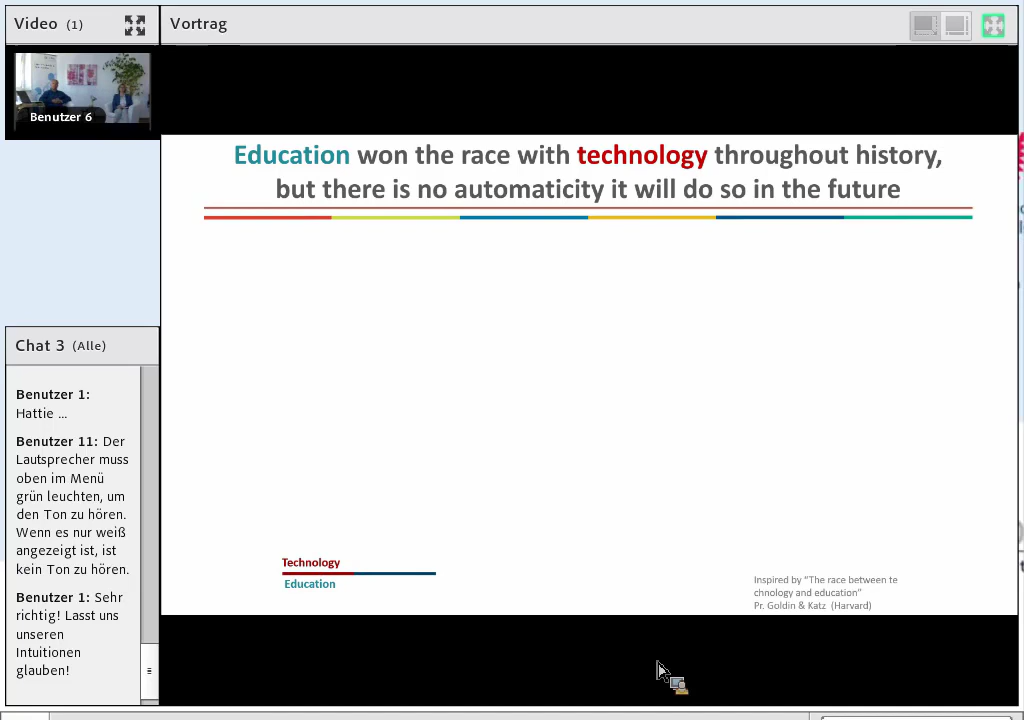 Video (1)
Vortrag
Benutzer 6
Education won the race with technology throughout history,
but there is no automaticity it will do so in the future
Chat 3 (Alle)
Benutzer 1:
Hattie ...
Benutzer 11: Der
Lautsprecher muss
oben im Menü
grün leuchten, um
den Ton zu hören.
Wenn es nur weiß
angezeigt ist, ist
kein Ton zu hören.
Benutzer 1: Sehr
richtig! Lasst uns
unseren
Intuitionen
glauben!
Technology
Education
Inspired by “The race between te
chnology and education”
Pr. Goldin & Katz (Harvard)